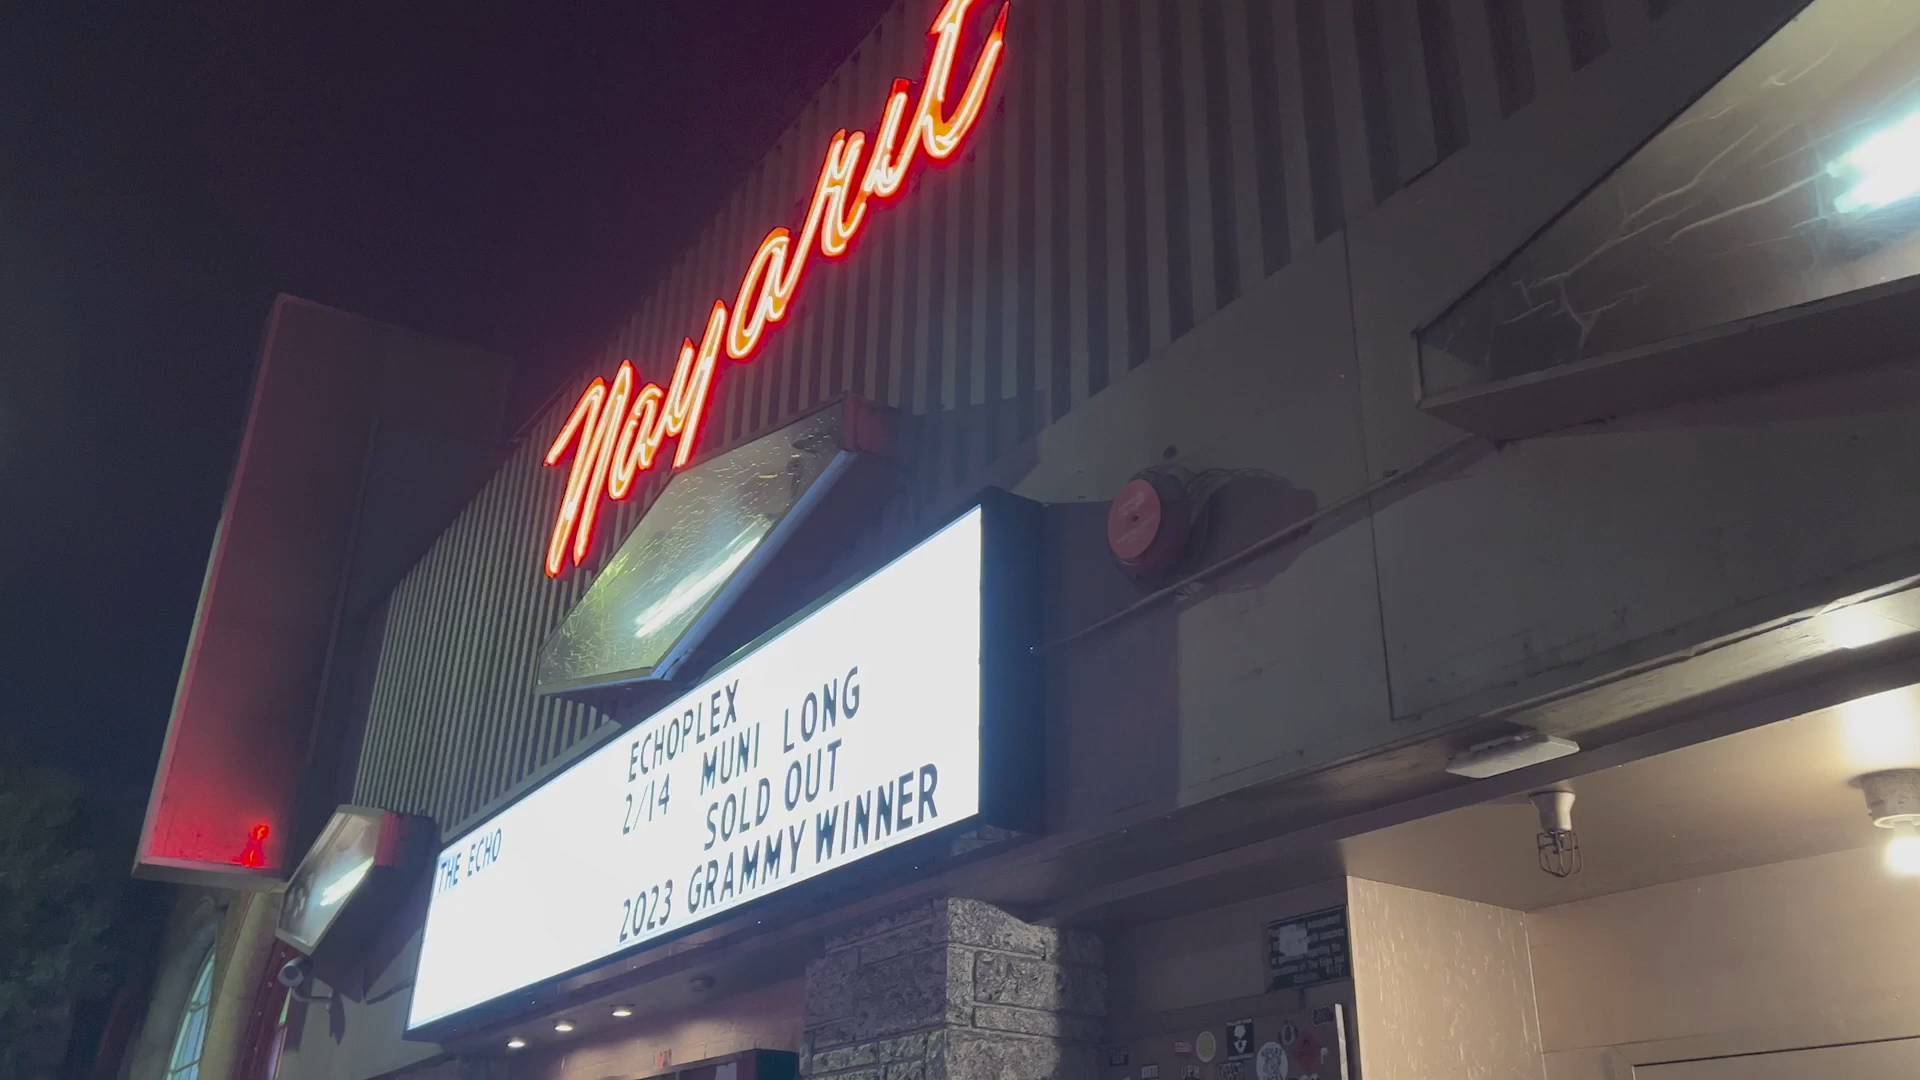 Nayarit
THE ECHO
ECHOPLEX
2/14 MUNI LONG
SOLD OUT
2023 GRAMMY WINNER